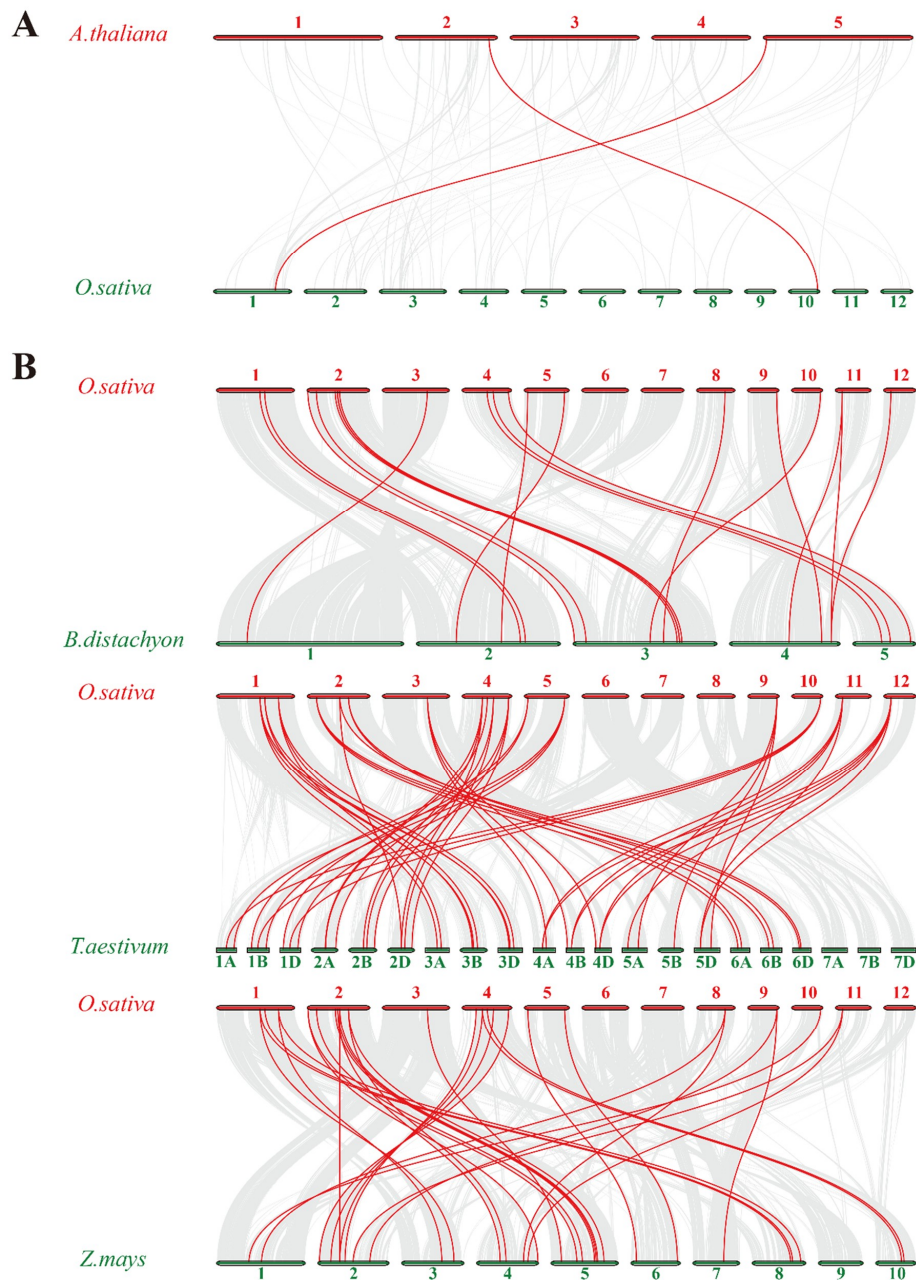 A
A.thaliana 1 2 3 4 5
O.sativa 1 2 3 4 5 6 7 8 9 10 11 12
B
O.sativa 1 2 3 4 5 6 7 8 9 10 11 12
B.distachyon 1 2 3 4 5
O.sativa 1 2 3 4 5 6 7 8 9 10 11 12
T.aestivum 1A 1B 1D 2A 2B 2D 3A 3B 3D 4A 4B 4D 5A 5B 5D 6A 6B 6D 7A 7B 7D
O.sativa 1 2 3 4 5 6 7 8 9 10 11 12
Z.mays 1 2 3 4 5 6 7 8 9 10